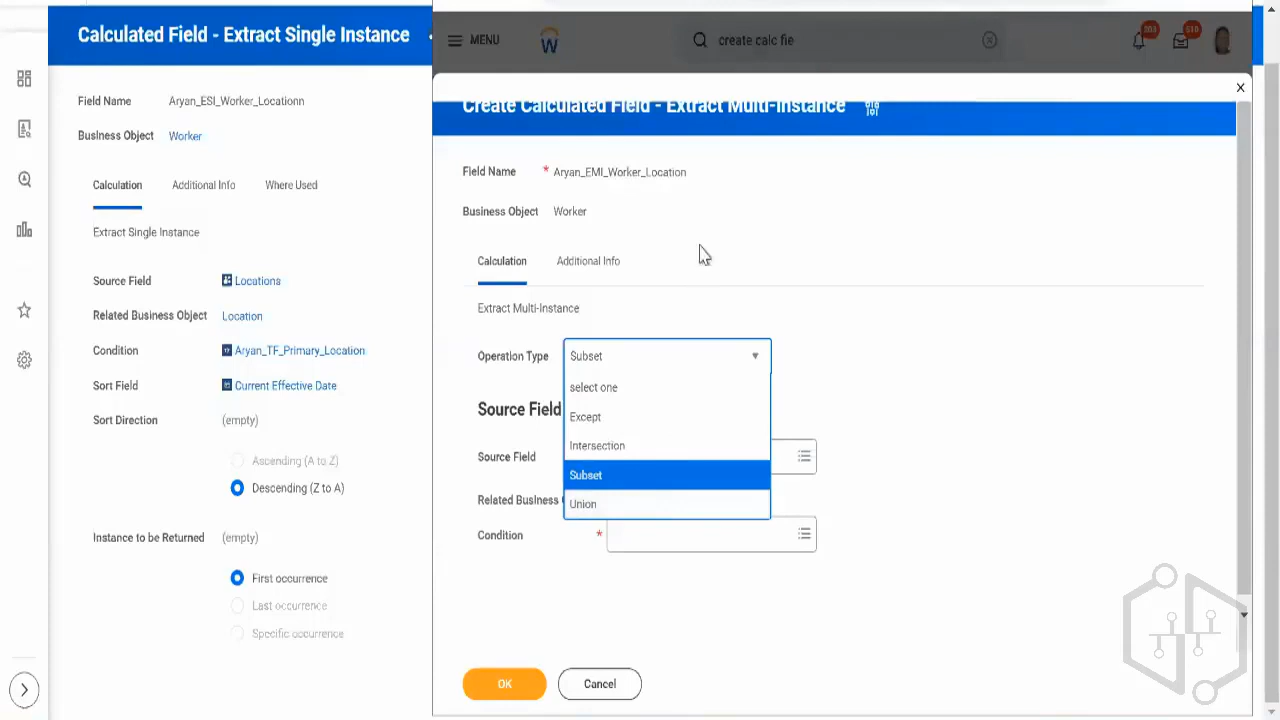 Calculated Field - Extract Single Instance
Field Name Aryan_ESI_Worker_Locationn
Business Object Worker
Calculation Additional Info Where Used
Extract Single Instance
Source Field Locations
Related Business Object Location
Condition Aryan_TF_Primary_Location
Sort Field Current Effective Date
Sort Direction (empty)
Ascending (A to Z)
Descending (Z to A)
Instance to be Returned (empty)
First occurrence
Last occurrence
Specific occurrence
MENU
create calc fie
Create Calculated Field - Extract Multi-Instance
Field Name * Aryan_EMI_Worker_Location
Business Object Worker
Calculation Additional Info
Extract Multi-Instance
Operation Type Subset
select one
Except
Intersection
Subset
Union
Source Field
Source Field
Related Business
Condition *
OK Cancel